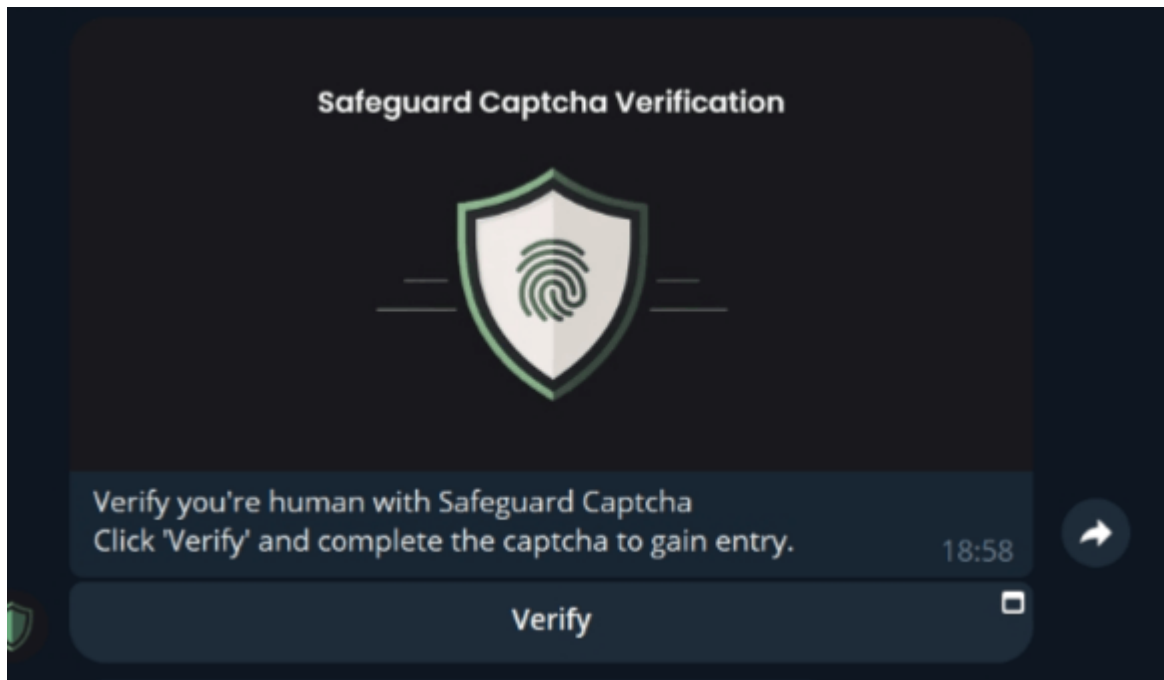 Safeguard Captcha Verification
Verify you're human with Safeguard Captcha
Click 'Verify' and complete the captcha to gain entry.
18:58
Verify